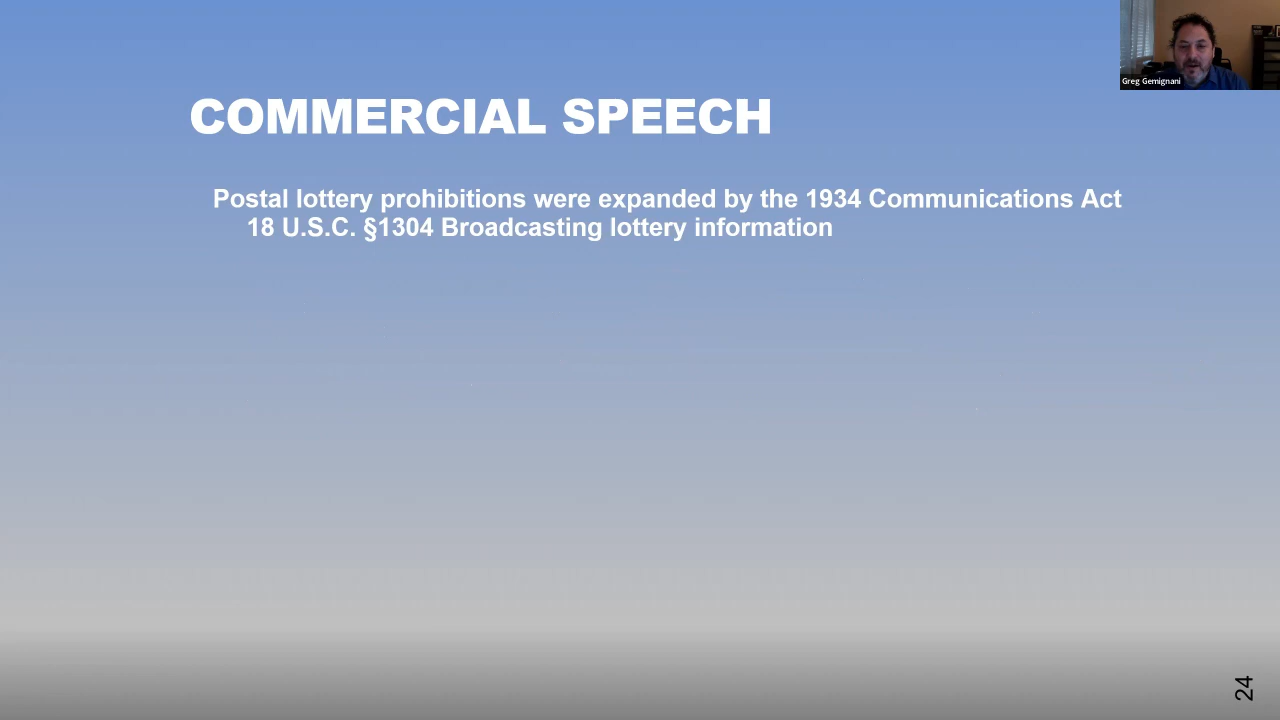 Greg Gemignani
COMMERCIAL SPEECH
Postal lottery prohibitions were expanded by the 1934 Communications Act
18 U.S.C. §1304 Broadcasting lottery information
24